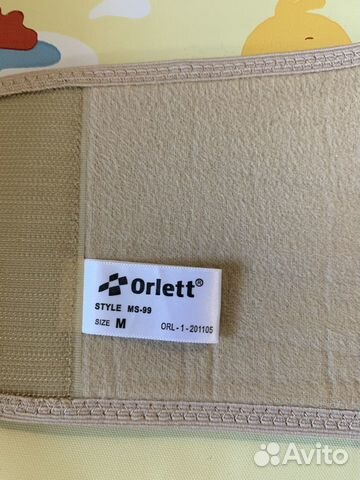 Orlett®
STYLE MS-99
SIZE M ORL-1-201105
Avito